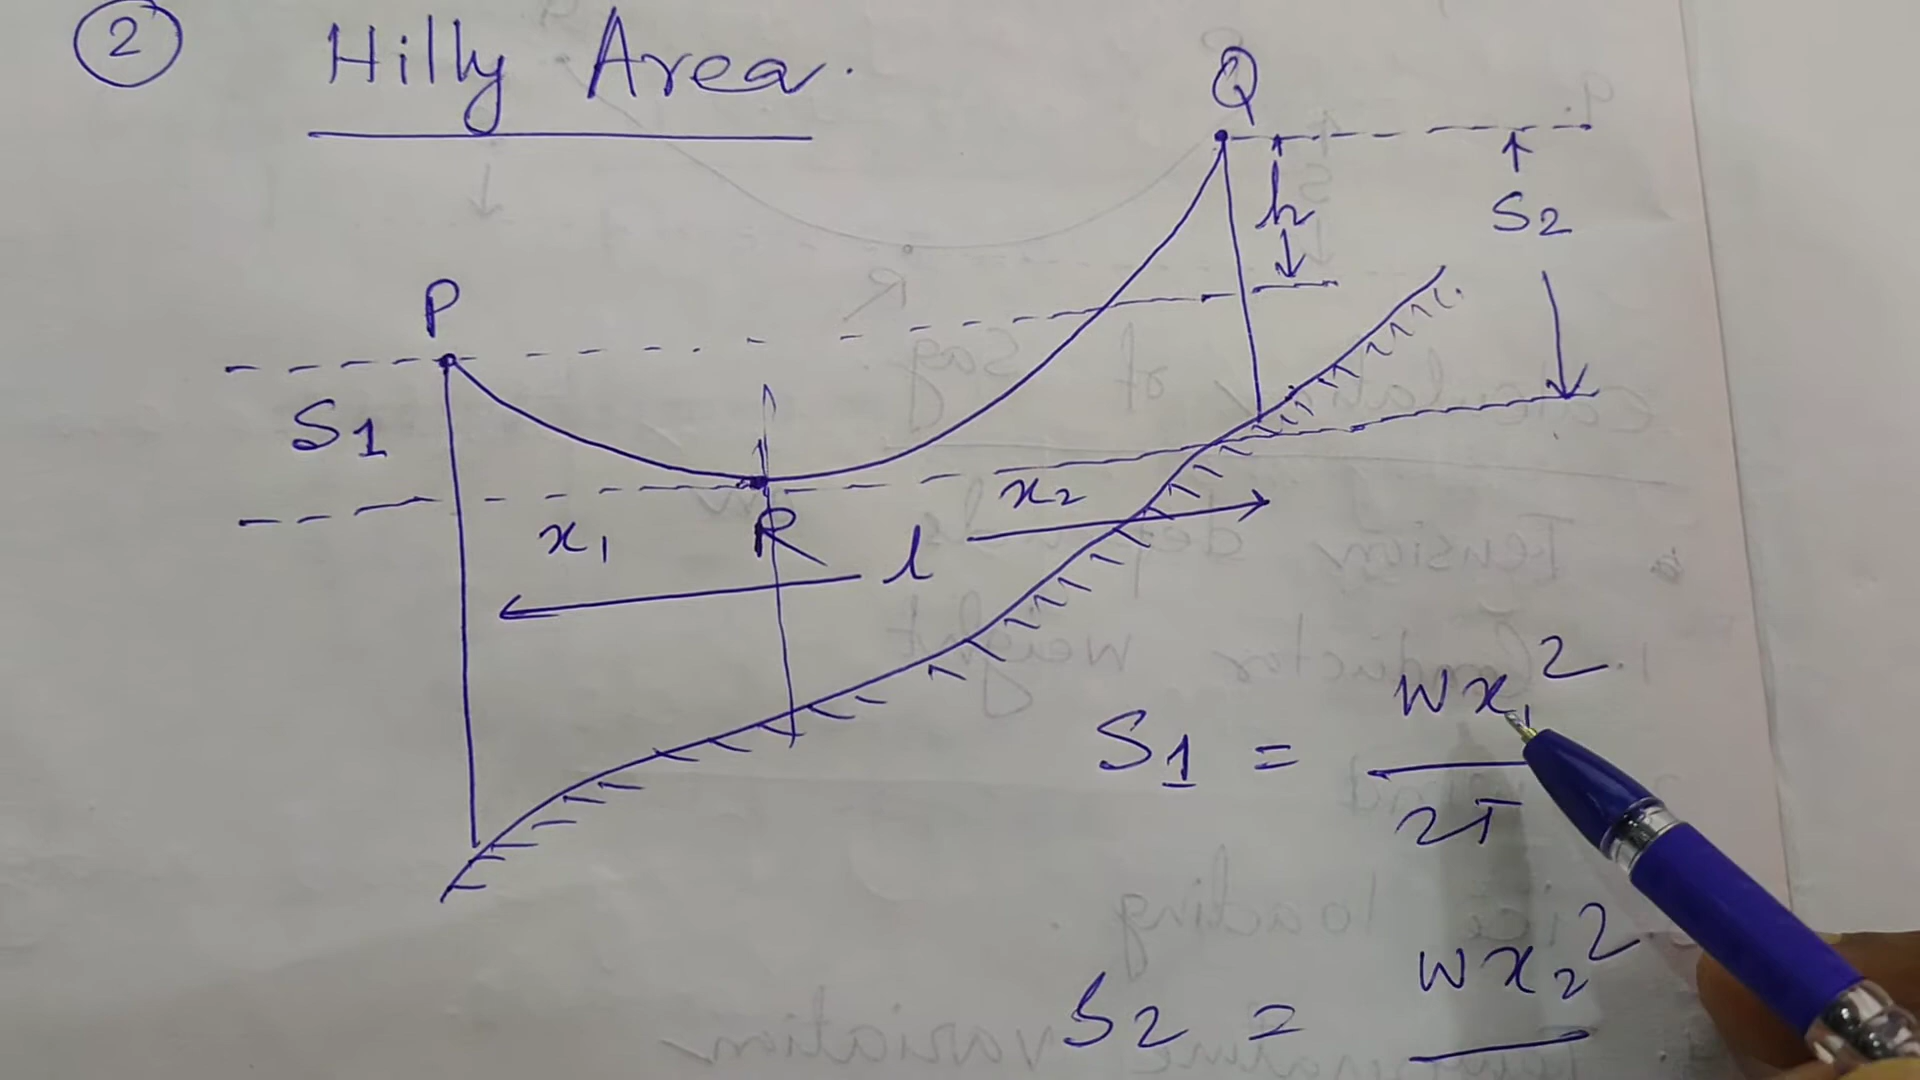 2 Hilly Area.
Q
h
S2
P
S1
x₁
R
l
x₂
S1 = wx₁²
2T
S2 = wx₂²